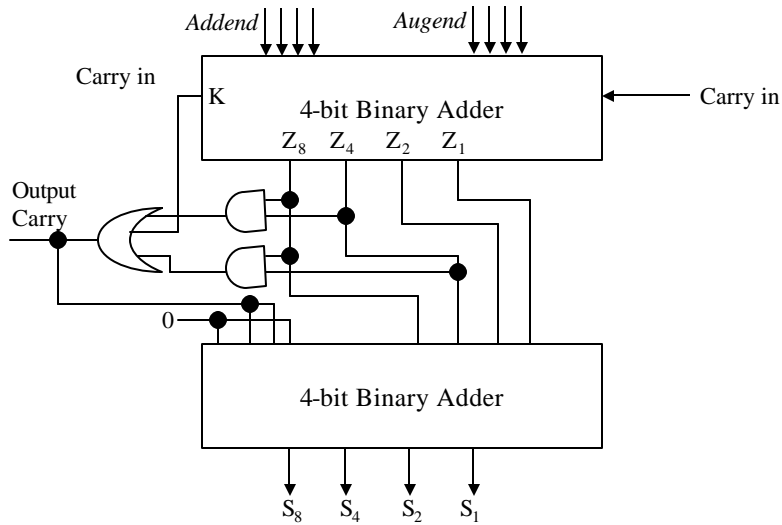 Addend
Augend
Carry in
K
4-bit Binary Adder
Carry in
Z8 Z4 Z2 Z1
Output
Carry
0
4-bit Binary Adder
S8 S4 S2 S1